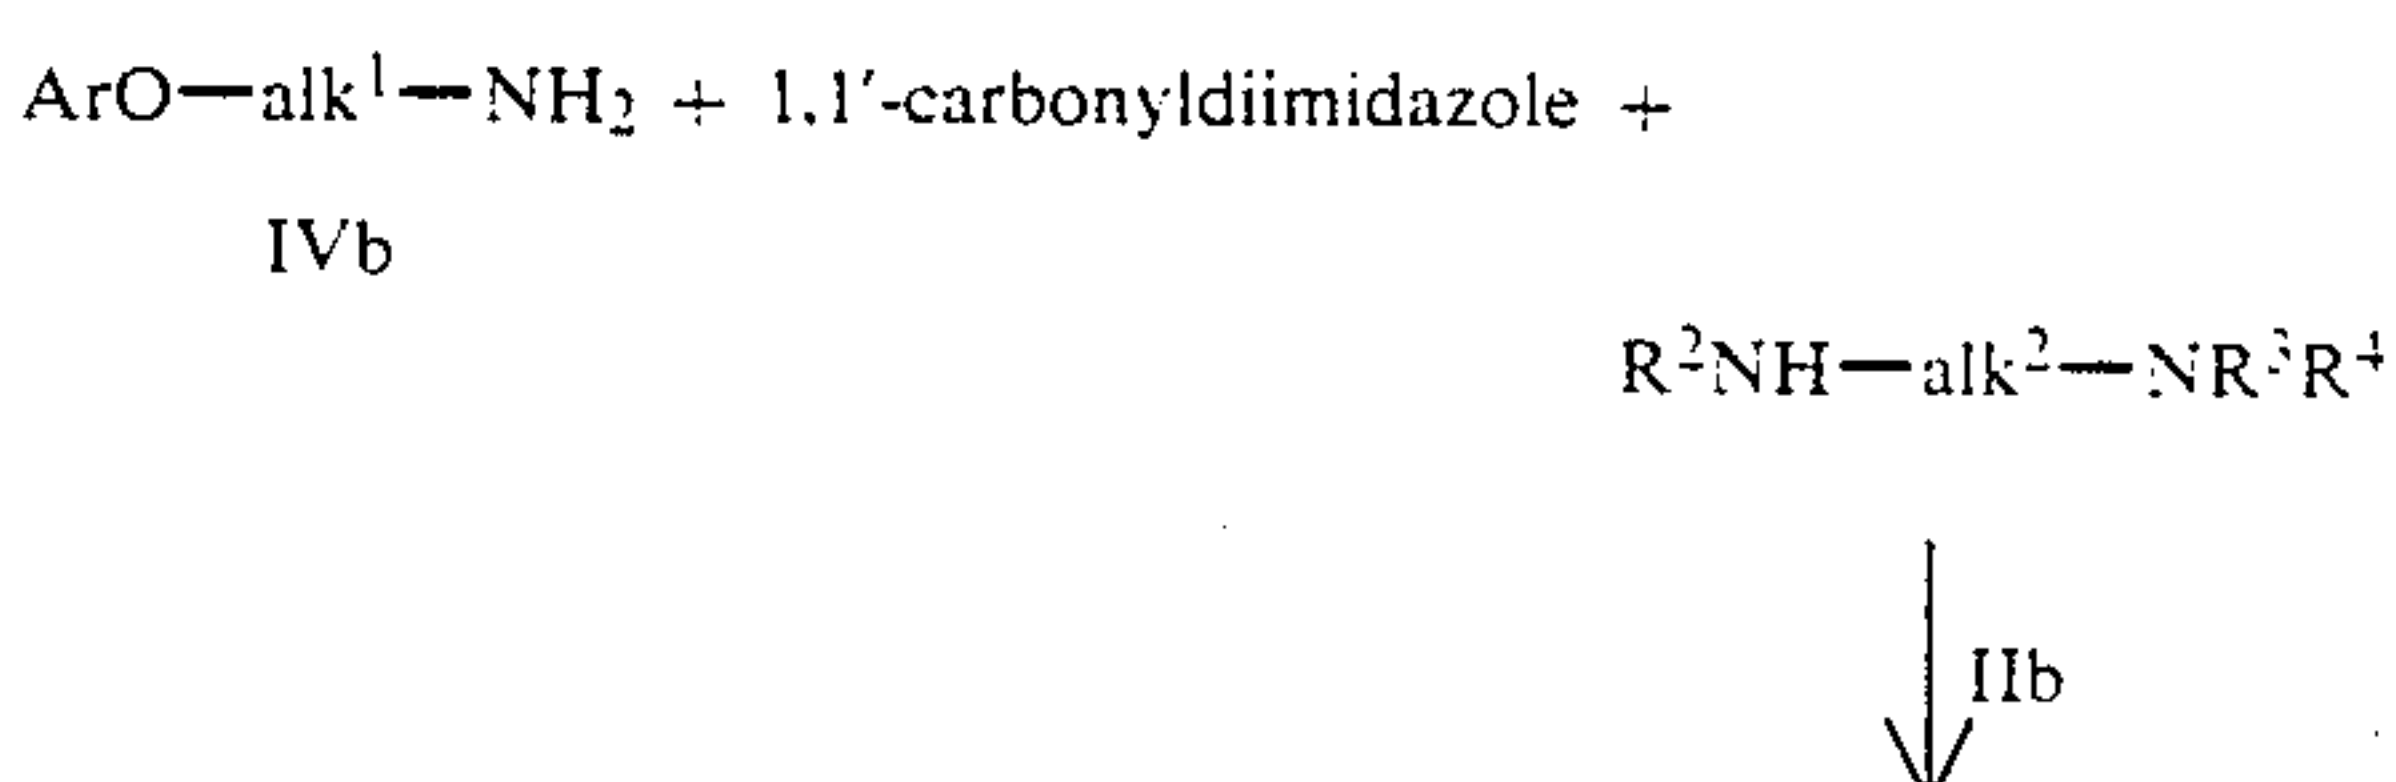 ArO—alk¹—NH₂ + 1,1′-carbonyldiimidazole +
IVb
R²NH—alk²—NR³R⁴
IIb